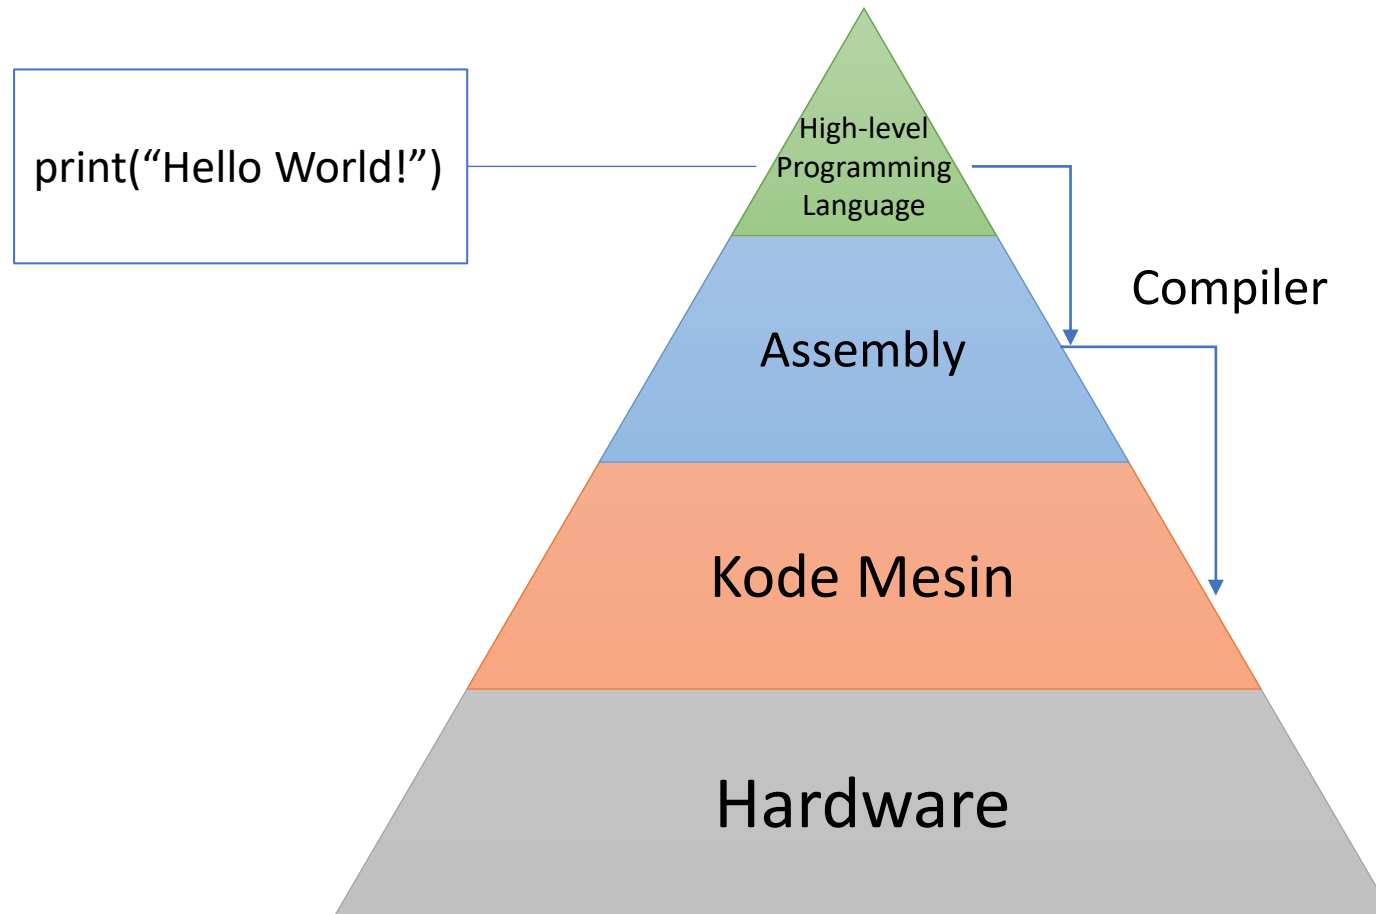 print(“Hello World!”)
High-level
Programming
Language
Compiler
Assembly
Kode Mesin
Hardware